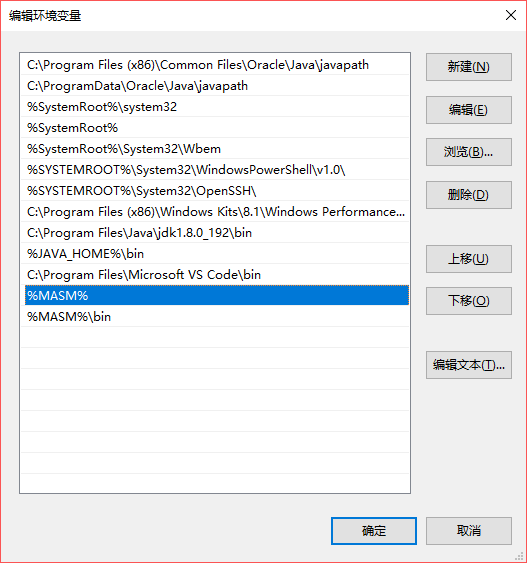 编辑环境变量
C:\Program Files (x86)\Common Files\Oracle\Java\javapath
C:\ProgramData\Oracle\Java\javapath
%SystemRoot%\system32
%SystemRoot%
%SystemRoot%\System32\Wbem
%SYSTEMROOT%\System32\WindowsPowerShell\v1.0\
%SYSTEMROOT%\System32\OpenSSH\
C:\Program Files (x86)\Windows Kits\8.1\Windows Performance...
C:\Program Files\Java\jdk1.8.0_192\bin
%JAVA_HOME%\bin
C:\Program Files\Microsoft VS Code\bin
%MASM%
%MASM%\bin
新建(N)
编辑(E)
浏览(B)...
删除(D)
上移(U)
下移(O)
编辑文本(T)...
确定
取消